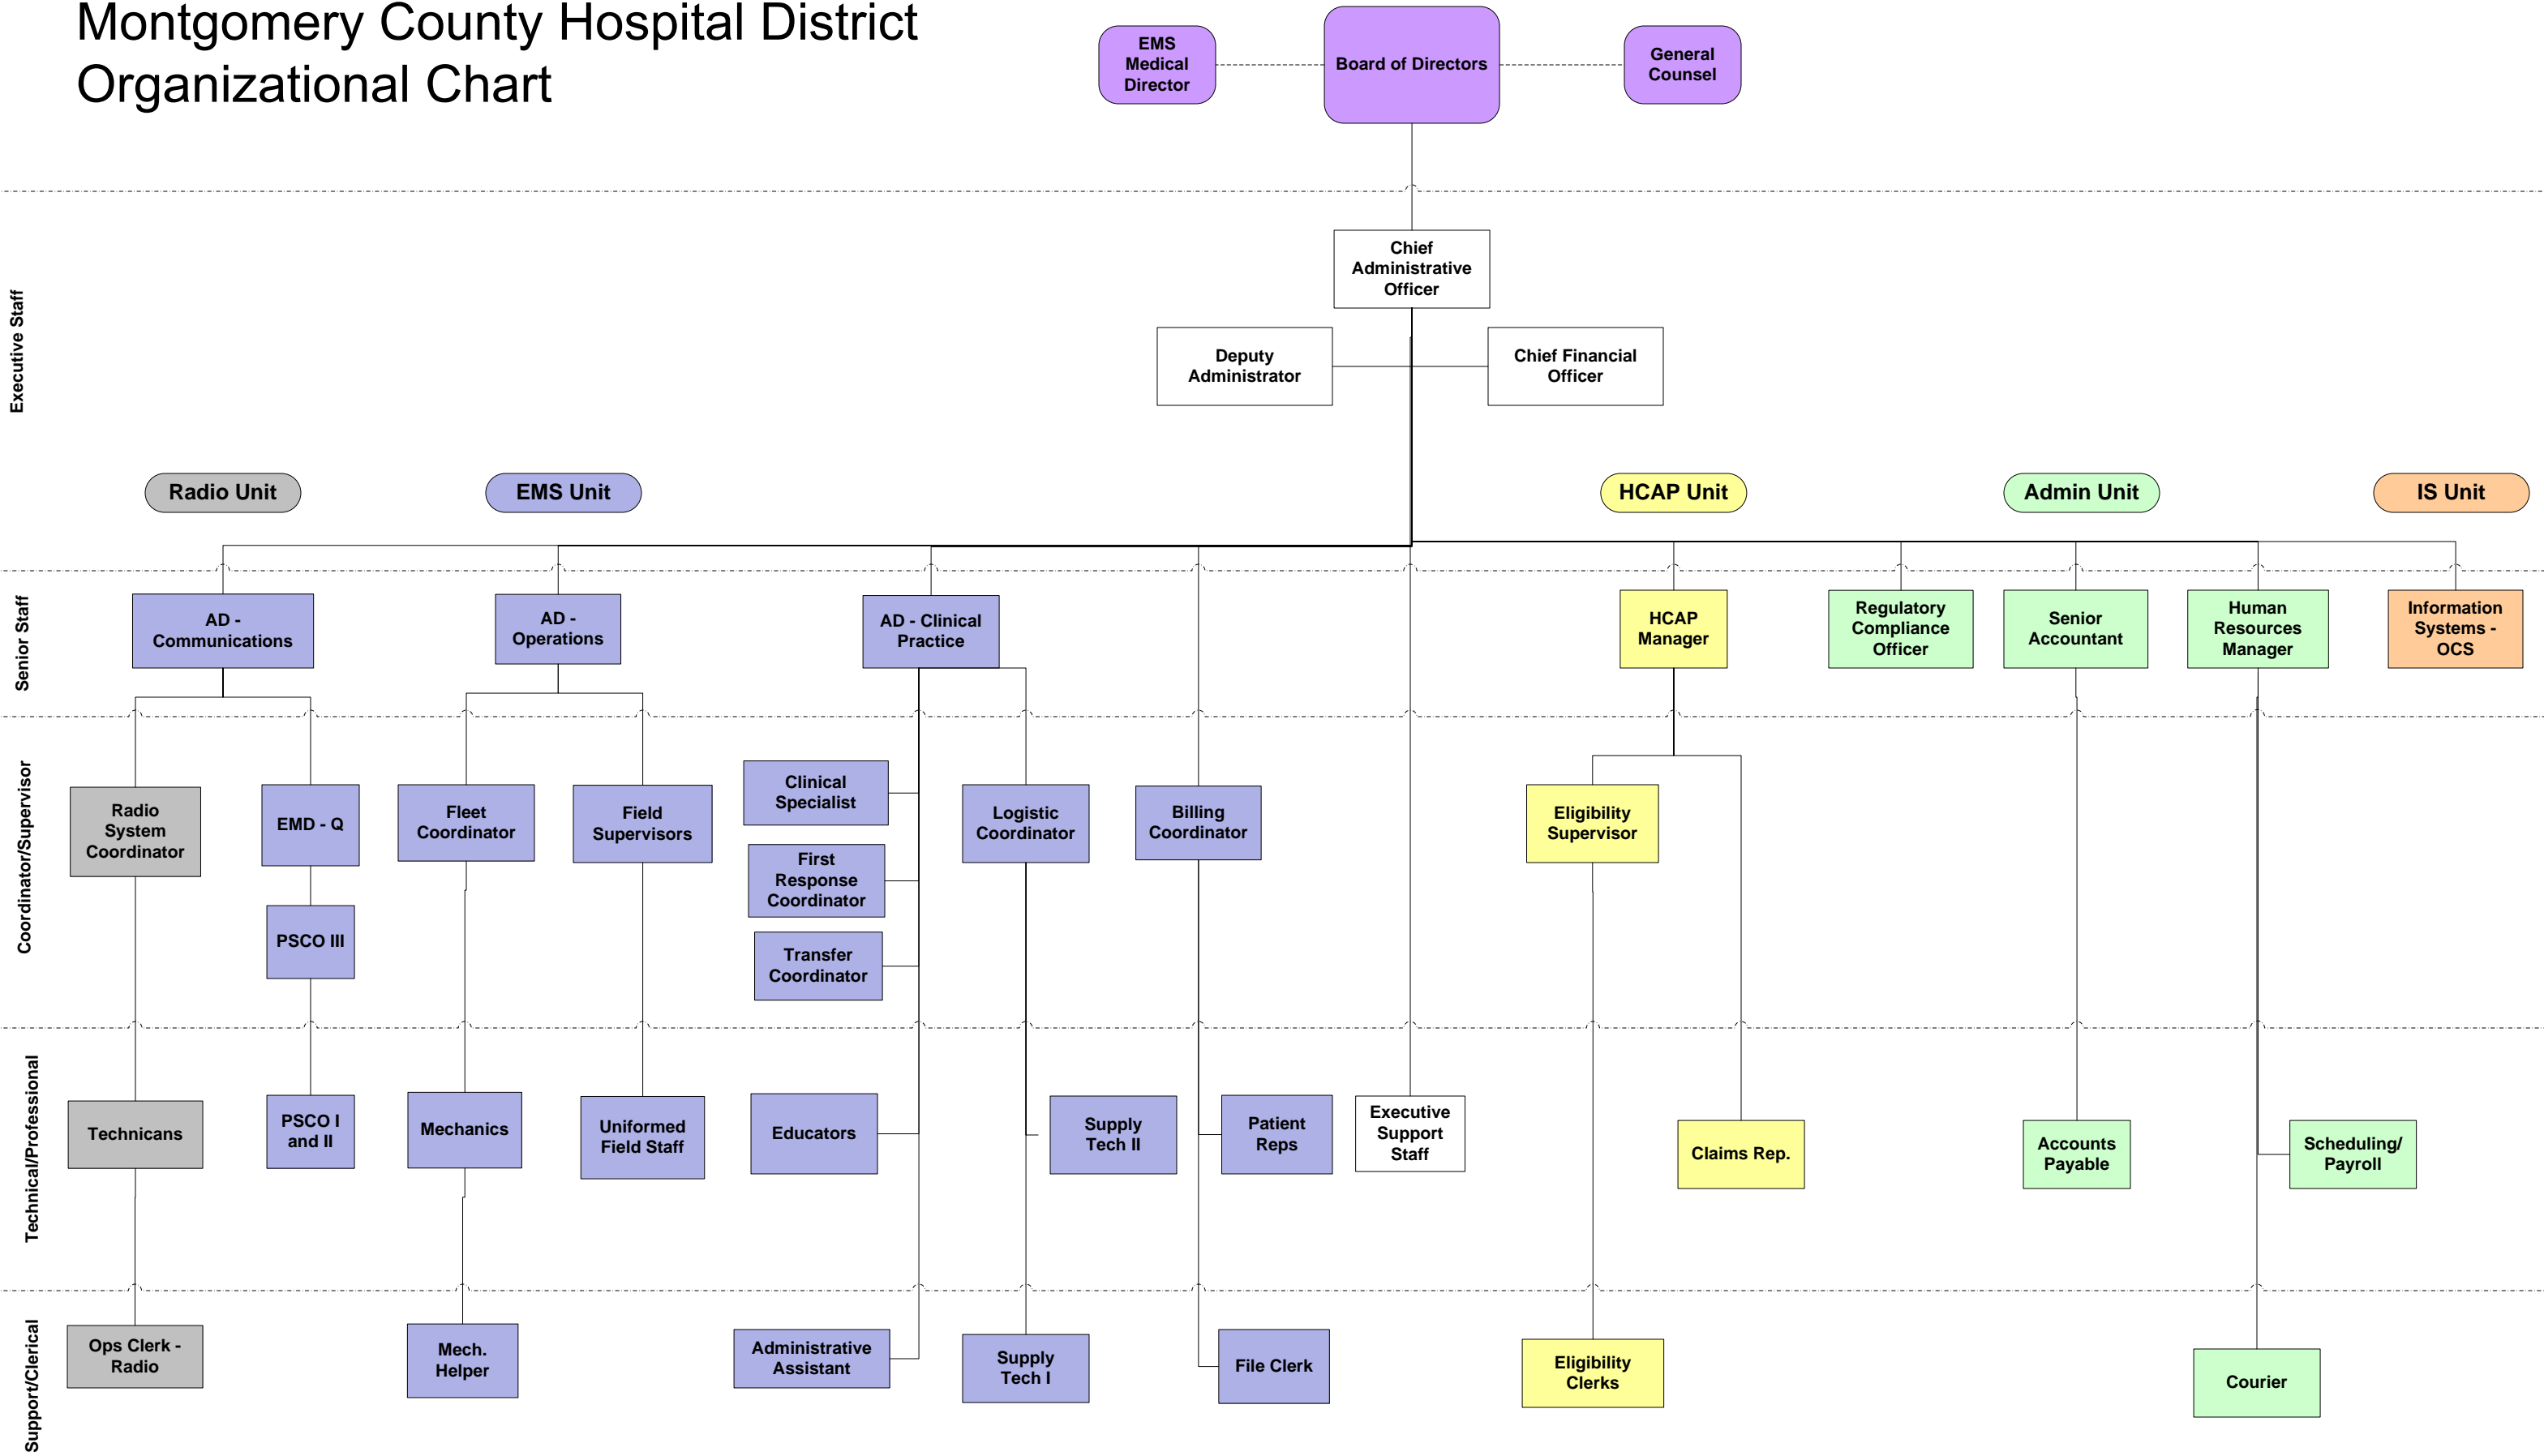 Montgomery County Hospital District
Organizational Chart
EMS
Medical
Director
Board of Directors
General
Counsel
Executive Staff
Chief
Administrative
Officer
Deputy
Administrator
Chief Financial
Officer
Radio Unit
EMS Unit
HCAP Unit
Admin Unit
IS Unit
Senior Staff
AD -
Communications
AD -
Operations
AD - Clinical
Practice
HCAP
Manager
Regulatory
Compliance
Officer
Senior
Accountant
Human
Resources
Manager
Information
Systems -
OCS
Coordinator/Supervisor
Radio
System
Coordinator
EMD - Q
PSCO III
Fleet
Coordinator
Field
Supervisors
Clinical
Specialist
First
Response
Coordinator
Transfer
Coordinator
Logistic
Coordinator
Billing
Coordinator
Eligibility
Supervisor
Technical/Professional
Technicans
PSCO I
and II
Mechanics
Uniformed
Field Staff
Educators
Supply
Tech II
Patient
Reps
Executive
Support
Staff
Claims Rep.
Accounts
Payable
Scheduling/
Payroll
Support/Clerical
Ops Clerk -
Radio
Mech.
Helper
Administrative
Assistant
Supply
Tech I
File Clerk
Eligibility
Clerks
Courier